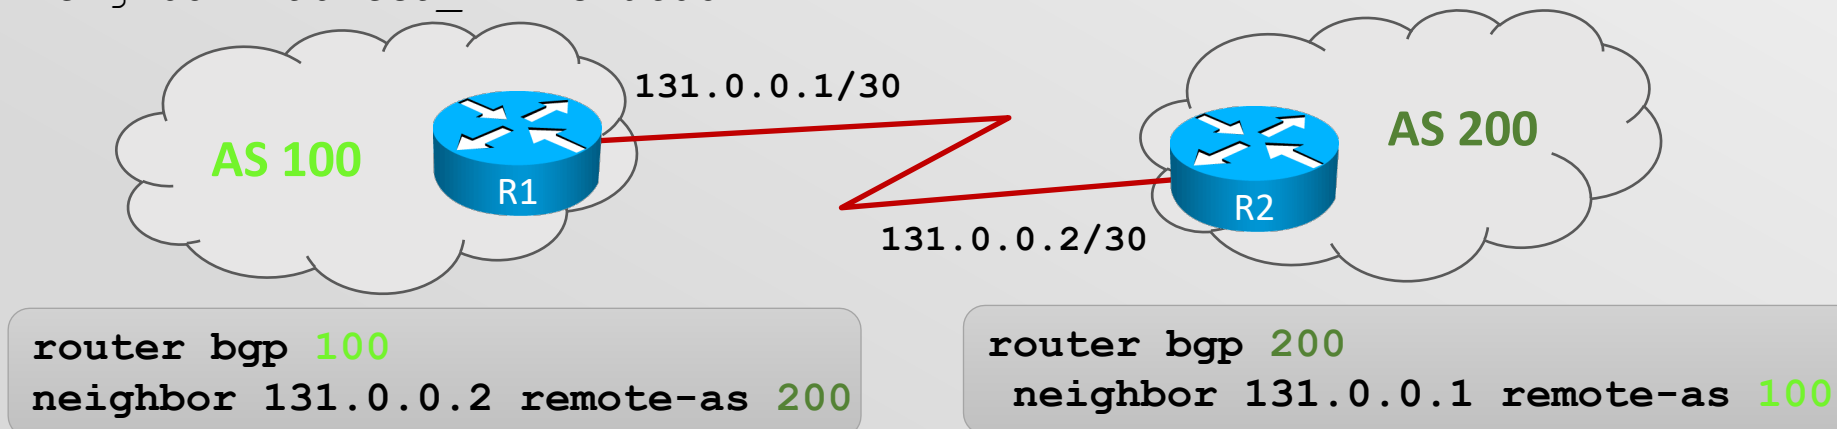 131.0.0.1/30
AS 100
R1
AS 200
R2
131.0.0.2/30
router bgp 100
neighbor 131.0.0.2 remote-as 200
router bgp 200
neighbor 131.0.0.1 remote-as 100